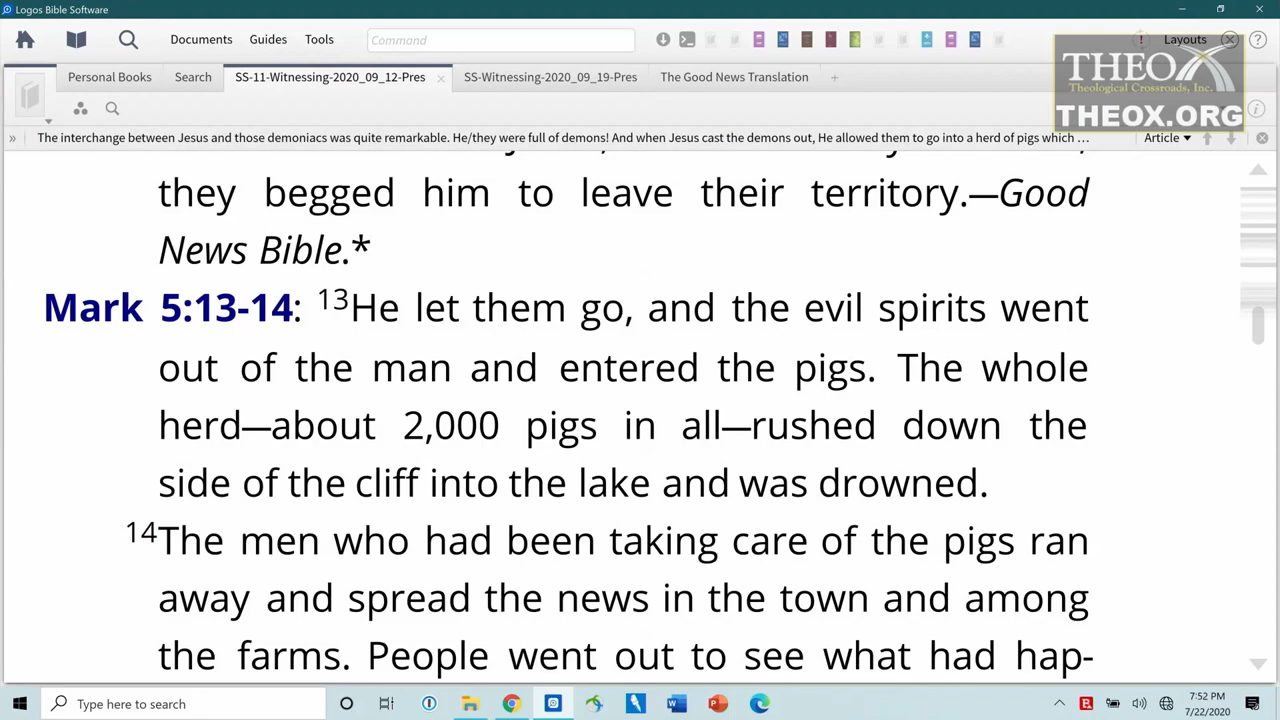 Logos Bible Software
Documents Guides Tools Command Layouts
THEOX
Theological Crossroads, Inc.
THEOX.ORG
Personal Books Search SS-11-Witnessing-2020_09_12-Pres SS-Witnessing-2020_09_19-Pres The Good News Translation
The interchange between Jesus and those demoniacs was quite remarkable. He/they were full of demons! And when Jesus cast the demons out, He allowed them to go into a herd of pigs which … Article
they begged him to leave their territory.—Good
News Bible.*
Mark 5:13-14: 13He let them go, and the evil spirits went
out of the man and entered the pigs. The whole
herd—about 2,000 pigs in all—rushed down the
side of the cliff into the lake and was drowned.
14The men who had been taking care of the pigs ran
away and spread the news in the town and among
the farms. People went out to see what had hap-
Type here to search
7:52 PM
7/22/2020